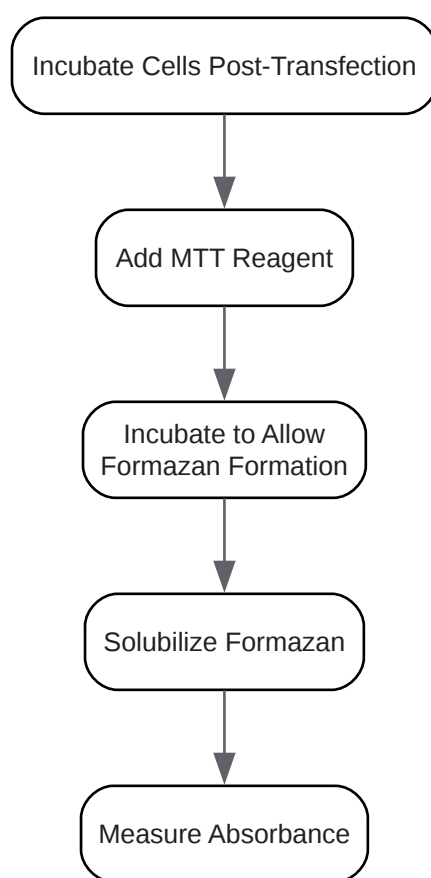 Incubate Cells Post-Transfection
Add MTT Reagent
Incubate to Allow
Formazan Formation
Solubilize Formazan
Measure Absorbance